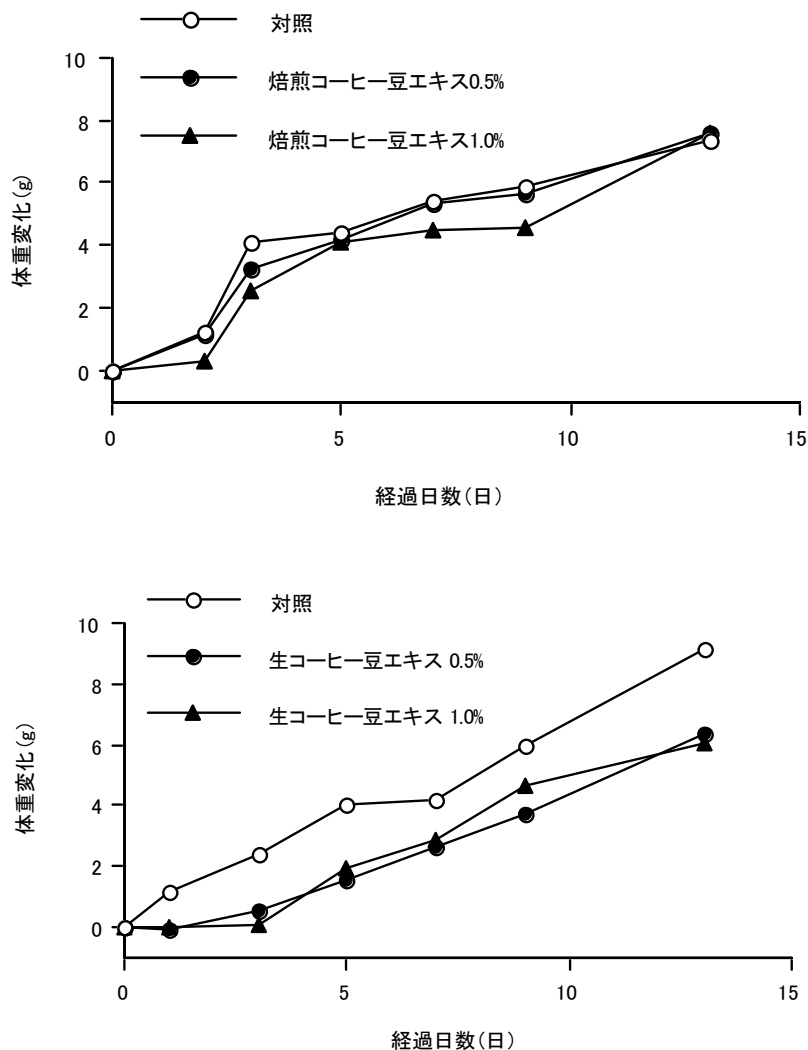 対照
焙煎コーヒー豆エキス0.5%
焙煎コーヒー豆エキス1.0%
10
8
6
4
2
0
体重変化(g)
0 5 10 15
経過日数(日)
対照
生コーヒー豆エキス 0.5%
生コーヒー豆エキス 1.0%
10
8
6
4
2
0
体重変化(g)
0 5 10 15
経過日数(日)